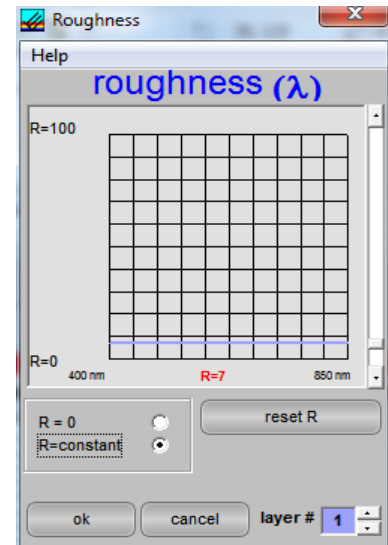 Roughness
Help
roughness (λ)
R=100
R=0
400 nm R=7 850 nm
R = 0
R=constant
reset R
ok cancel layer # 1